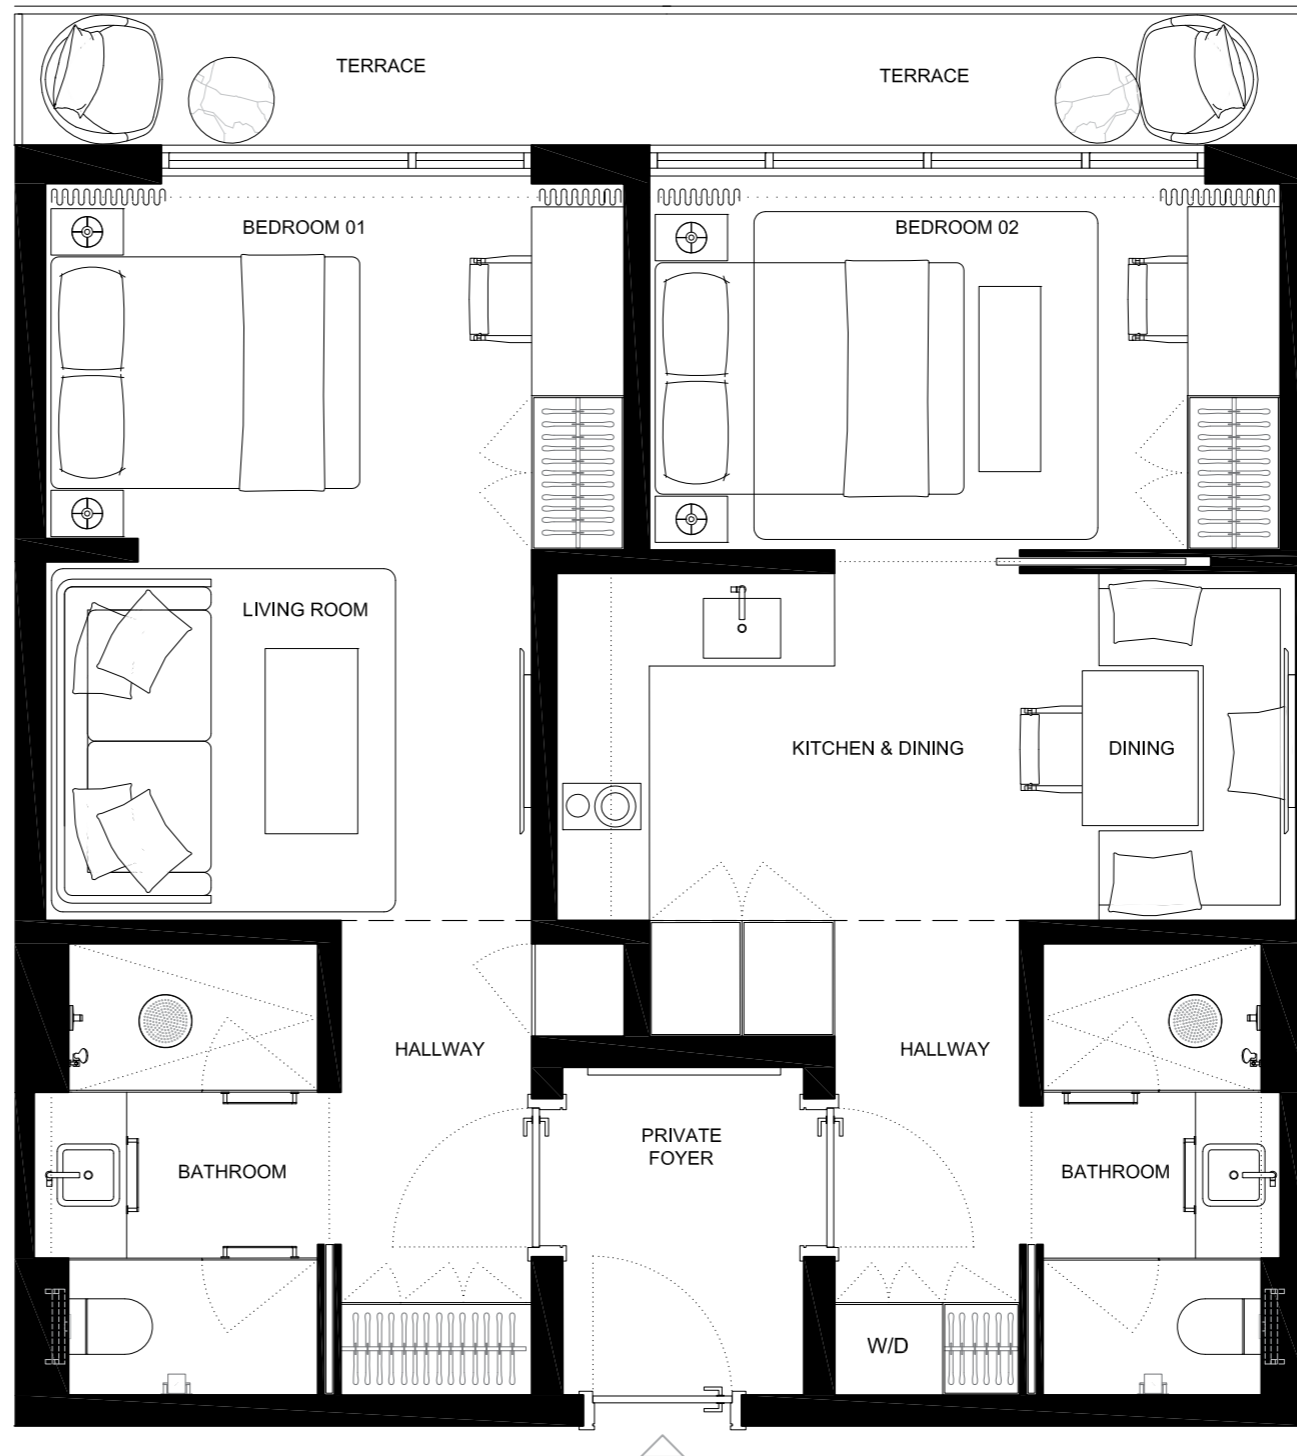 TERRACE
TERRACE
BEDROOM 01
BEDROOM 02
LIVING ROOM
KITCHEN & DINING
DINING
HALLWAY
HALLWAY
PRIVATE
FOYER
BATHROOM
BATHROOM
W/D